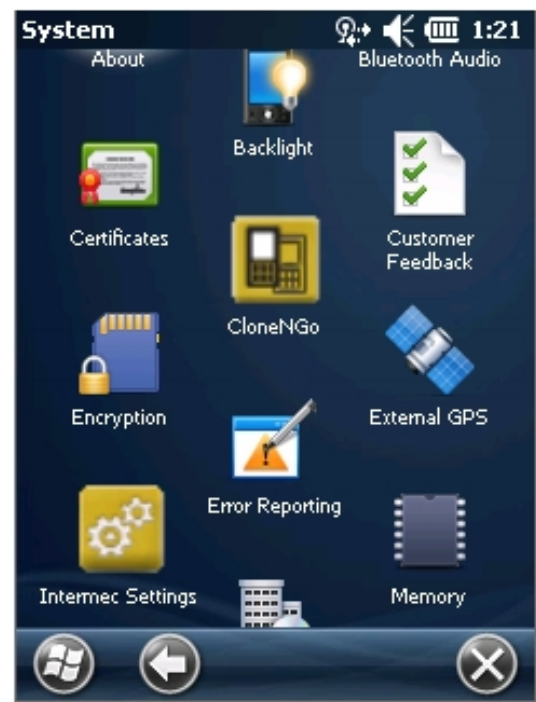 System 1:21
About
Bluetooth Audio
Backlight
Certificates
Customer
Feedback
CloneNGo
Encryption
External GPS
Error Reporting
Intermec Settings
Memory